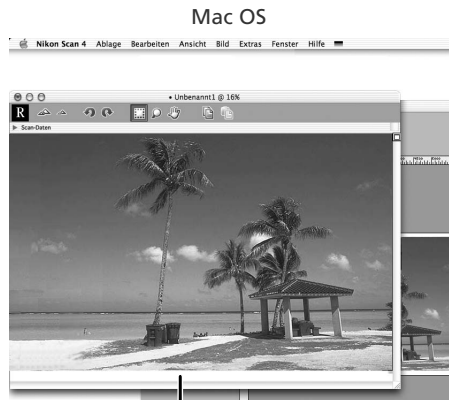 Mac OS
Nikon Scan 4 Ablage Bearbeiten Ansicht Bild Extras Fenster Hilfe
Unbenannt1 @ 16%
R
Scan-Daten